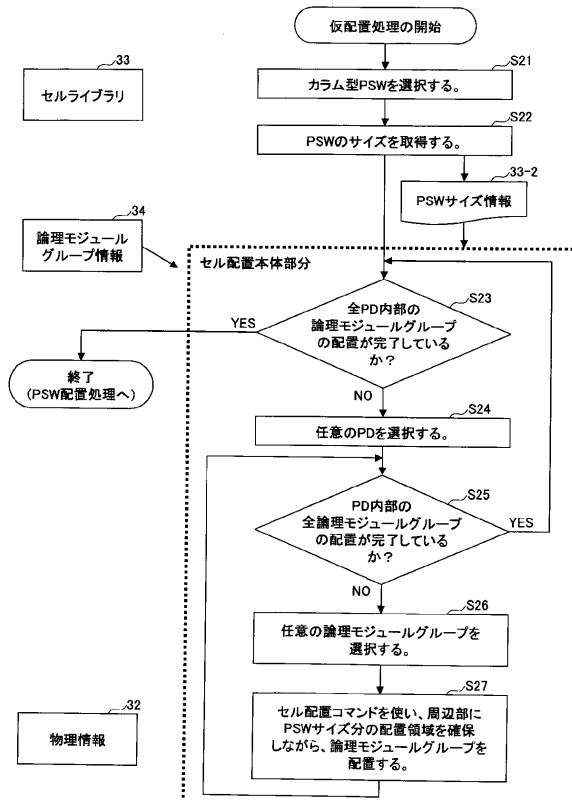 仮配置処理の開始
33
セルライブラリ
S21
カラム型PSWを選択する。
S22
PSWのサイズを取得する。
33-2
PSWサイズ情報
34
論理モジュール
グループ情報
セル配置本体部分
S23
全PD内部の
論理モジュールグループ
の配置が完了している
か？
YES
終了
(PSW配置処理へ)
NO
S24
任意のPDを選択する。
S25
PD内部の
全論理モジュールグループ
の配置が完了している
か？
YES
NO
S26
任意の論理モジュールグループを
選択する。
S27
セル配置コマンドを使い、周辺部に
PSWサイズ分の配置領域を確保
しながら、論理モジュールグループを
配置する。
32
物理情報